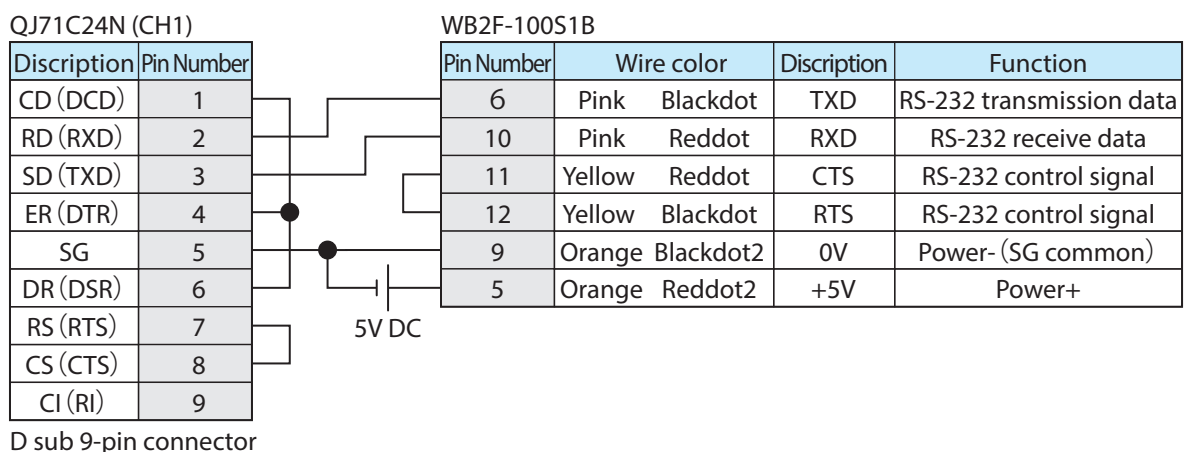 QJ71C24N (CH1) WB2F-100S1B
Discription Pin Number Pin Number Wire color Discription Function
CD (DCD) 1 6 Pink Blackdot TXD RS-232 transmission data
RD (RXD) 2 10 Pink Reddot RXD RS-232 receive data
SD (TXD) 3 11 Yellow Reddot CTS RS-232 control signal
ER (DTR) 4 12 Yellow Blackdot RTS RS-232 control signal
SG 5 9 Orange Blackdot2 0V Power- (SG common)
DR (DSR) 6 5 Orange Reddot2 +5V Power+
RS (RTS) 7 5V DC
CS (CTS) 8
CI (RI) 9
D sub 9-pin connector